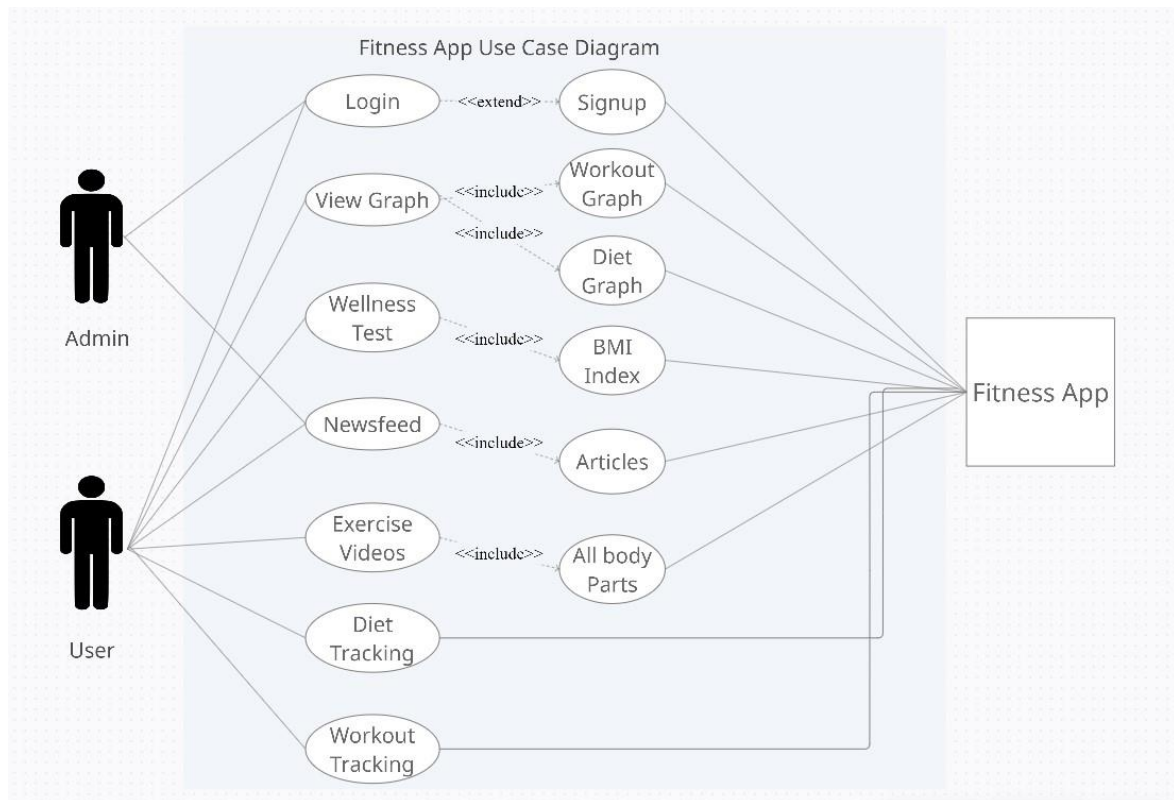 Fitness App Use Case Diagram
Login
<<extend>>
Signup
View Graph
<<include>>
Workout
Graph
<<include>>
Diet
Graph
Admin
Wellness
Test
<<include>>
BMI
Index
Fitness App
Newsfeed
<<include>>
Articles
User
Exercise
Videos
<<include>>
All body
Parts
Diet
Tracking
Workout
Tracking